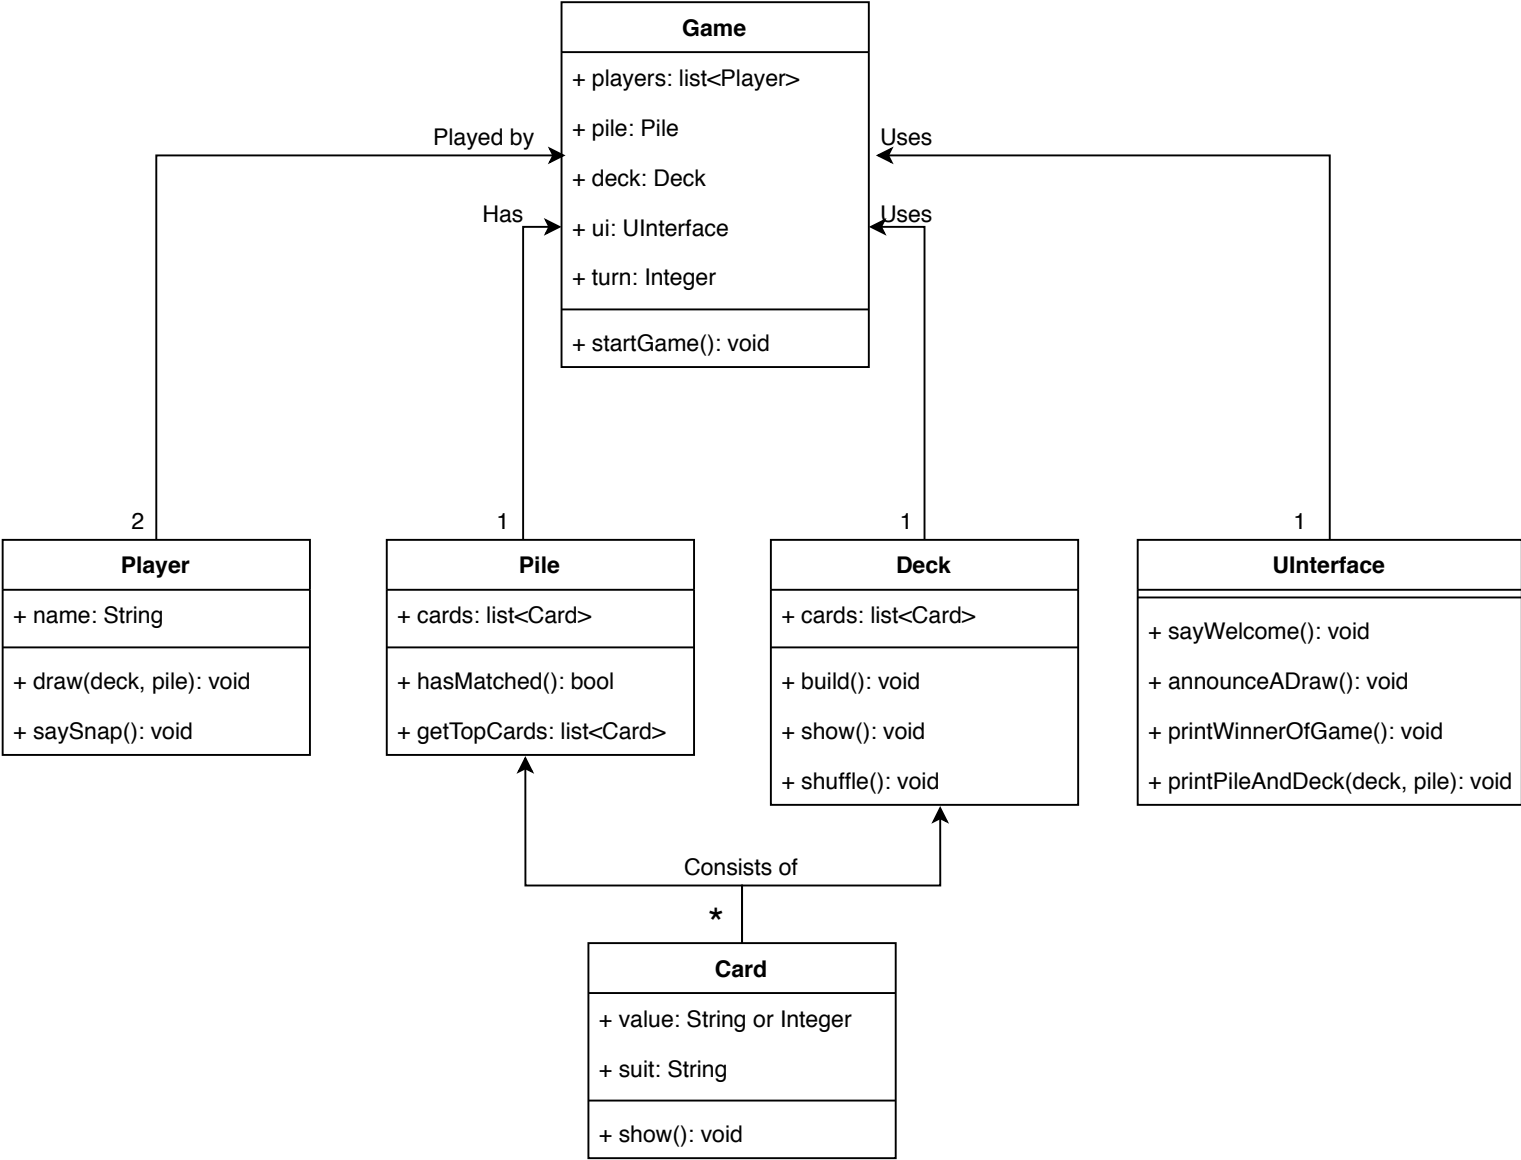 Game
+ players: list<Player>
+ pile: Pile
+ deck: Deck
+ ui: UInterface
+ turn: Integer
+ startGame(): void
Played by
Has
Uses
Uses
2
1
1
1
Player
+ name: String
+ draw(deck, pile): void
+ saySnap(): void
Pile
+ cards: list<Card>
+ hasMatched(): bool
+ getTopCards: list<Card>
Deck
+ cards: list<Card>
+ build(): void
+ show(): void
+ shuffle(): void
UInterface
+ sayWelcome(): void
+ announceADraw(): void
+ printWinnerOfGame(): void
+ printPileAndDeck(deck, pile): void
Consists of
*
Card
+ value: String or Integer
+ suit: String
+ show(): void